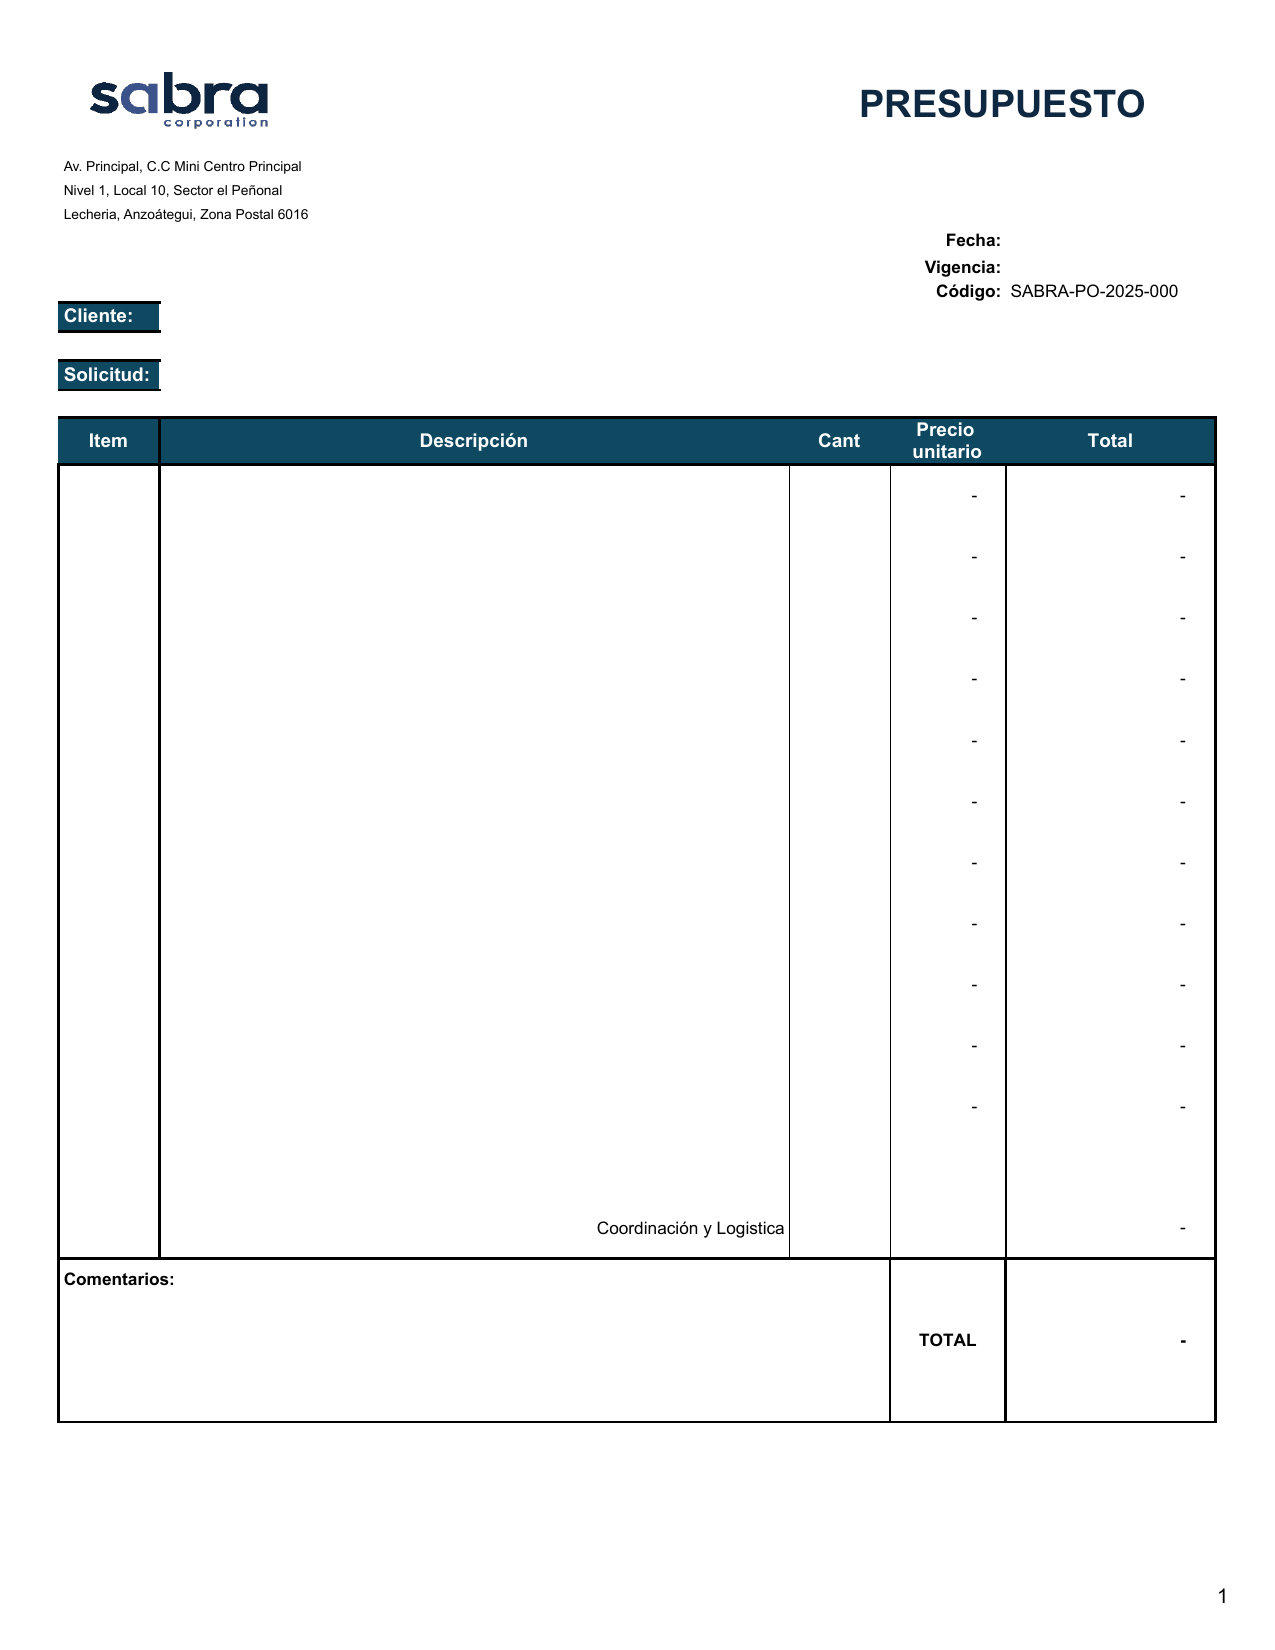 sabra
corporation
PRESUPUESTO
Av. Principal, C.C Mini Centro Principal
Nivel 1, Local 10, Sector el Peñonal
Lecheria, Anzoátegui, Zona Postal 6016
Fecha:
Vigencia:
Código: SABRA-PO-2025-000
Cliente:
Solicitud:
Item Descripción Cant Precio unitario Total
- -
- -
- -
- -
- -
- -
- -
- -
- -
- -
- -
Coordinación y Logistica -
Comentarios:
TOTAL -
1